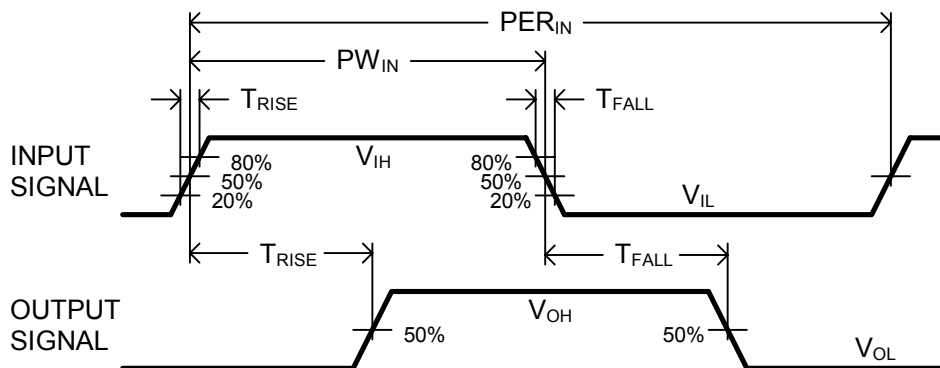 PER_IN
PW_IN
T_RISE T_FALL
INPUT SIGNAL
V_IH
80% 80%
50% 50%
20% 20%
V_IL
T_RISE T_FALL
OUTPUT SIGNAL
V_OH
50% 50%
V_OL